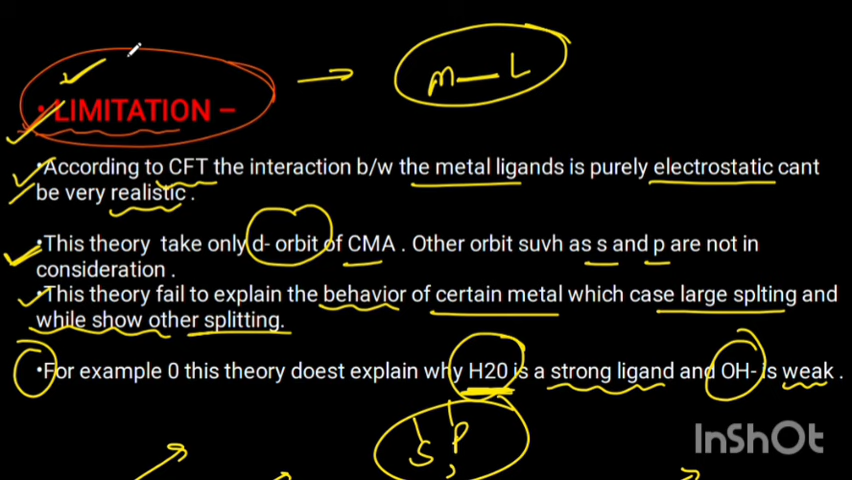 M — L
•LIMITATION –
•According to CFT the interaction b/w the metal ligands is purely electrostatic cant
be very realistic .
•This theory take only d- orbit of CMA . Other orbit suvh as s and p are not in
consideration .
•This theory fail to explain the behavior of certain metal which case large splting and
while show other splitting.
•For example 0 this theory doest explain why H20 is a strong ligand and OH- is weak .
S, P
InShOt